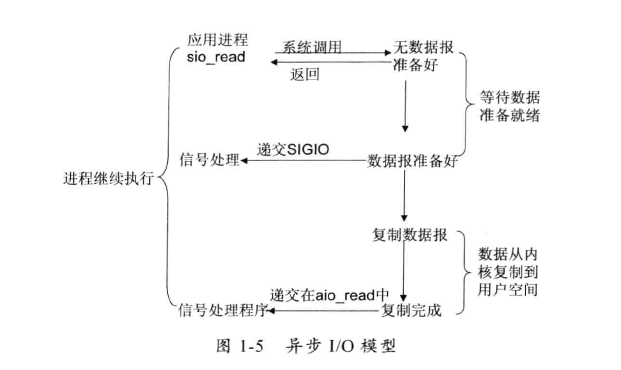 应用进程
sio_read
系统调用
返回
无数据报
准备好
等待数据
准备就绪
信号处理
递交SIGIO
数据报准备好
进程继续执行
复制数据报
数据从内
核复制到
用户空间
信号处理程序
递交在aio_read中
复制完成
图 1-5 异步 I/O 模型